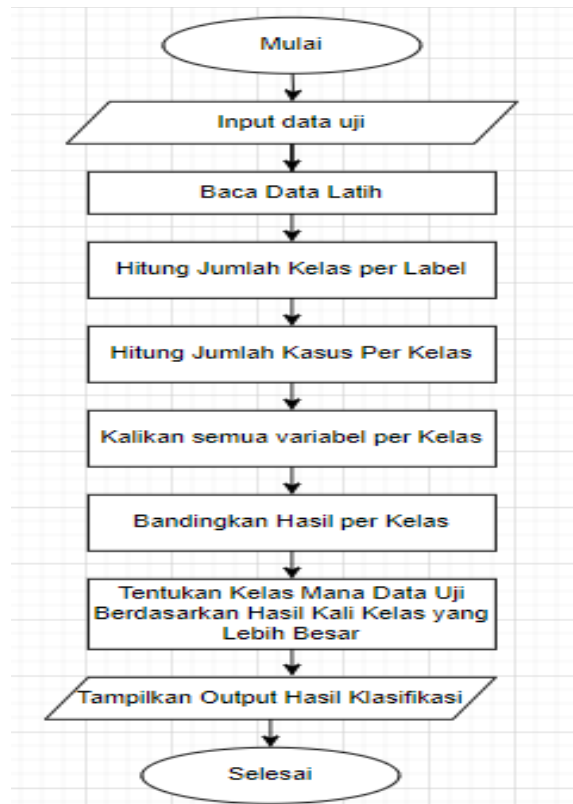 Mulai
Input data uji
Baca Data Latih
Hitung Jumlah Kelas per Label
Hitung Jumlah Kasus Per Kelas
Kalikan semua variabel per Kelas
Bandingkan Hasil per Kelas
Tentukan Kelas Mana Data Uji
Berdasarkan Hasil Kali Kelas yang
Lebih Besar
Tampilkan Output Hasil Klasifikasi
Selesai